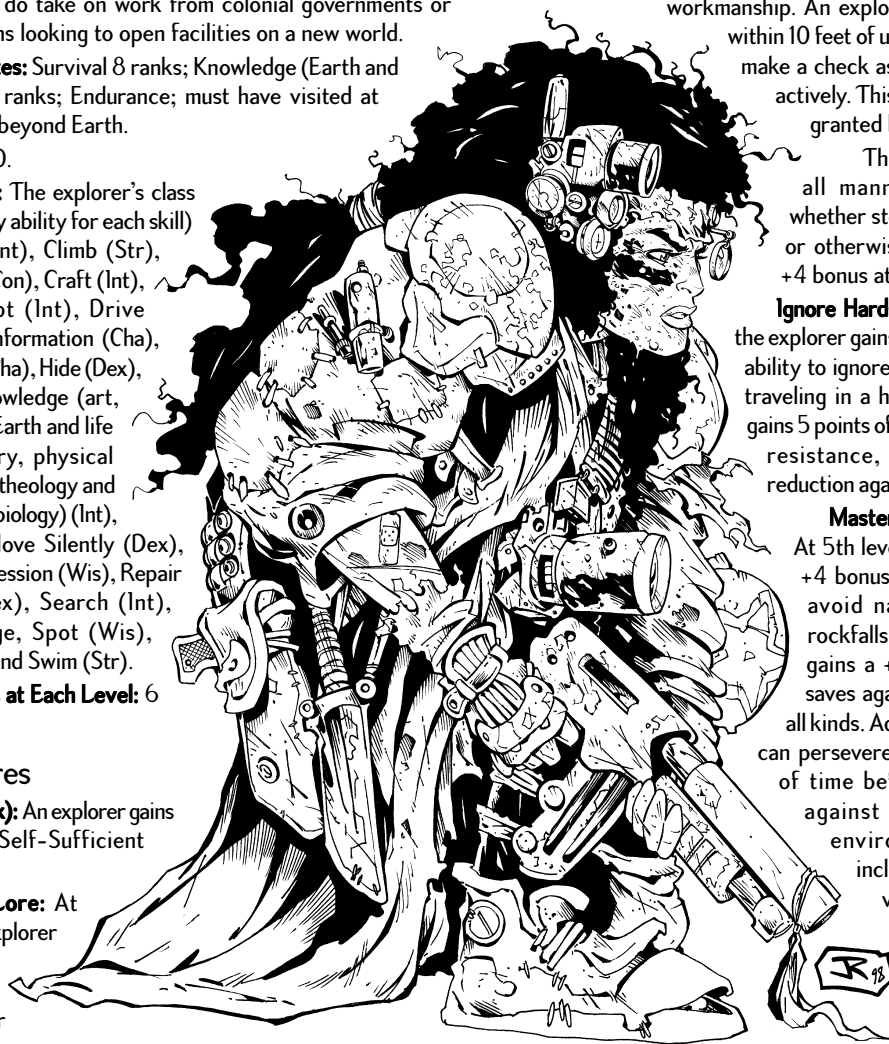 do take on work from colonial governments or
ns looking to open facilities on a new world.
tes: Survival 8 ranks; Knowledge (Earth and
ranks; Endurance; must have visited at
beyond Earth.
0.
: The explorer's class
y ability for each skill)
nt), Climb (Str),
Con), Craft (Int),
pt (Int), Drive
nformation (Cha),
ha), Hide (Dex),
owledge (art,
Earth and life
ry, physical
theology and
biology) (Int),
Move Silently (Dex),
ession (Wis), Repair
ex), Search (Int),
ge, Spot (Wis),
nd Swim (Str).
s at Each Level: 6
res
x): An explorer gains
Self-Sufficient
Lore: At
xplorer
r
workmanship. An explo
within 10 feet of u
make a check as
actively. This
granted
Th
all mann
whether st
or otherwis
+4 bonus at
Ignore Hard
the explorer gains
ability to ignore
traveling in a h
gains 5 points of
resistance,
reduction aga
Master
At 5th leve
+4 bonus
avoid na
rockfalls
gains a +
saves aga
all kinds. Ad
can persevere
of time be
against
enviro
incl
v
JR 98